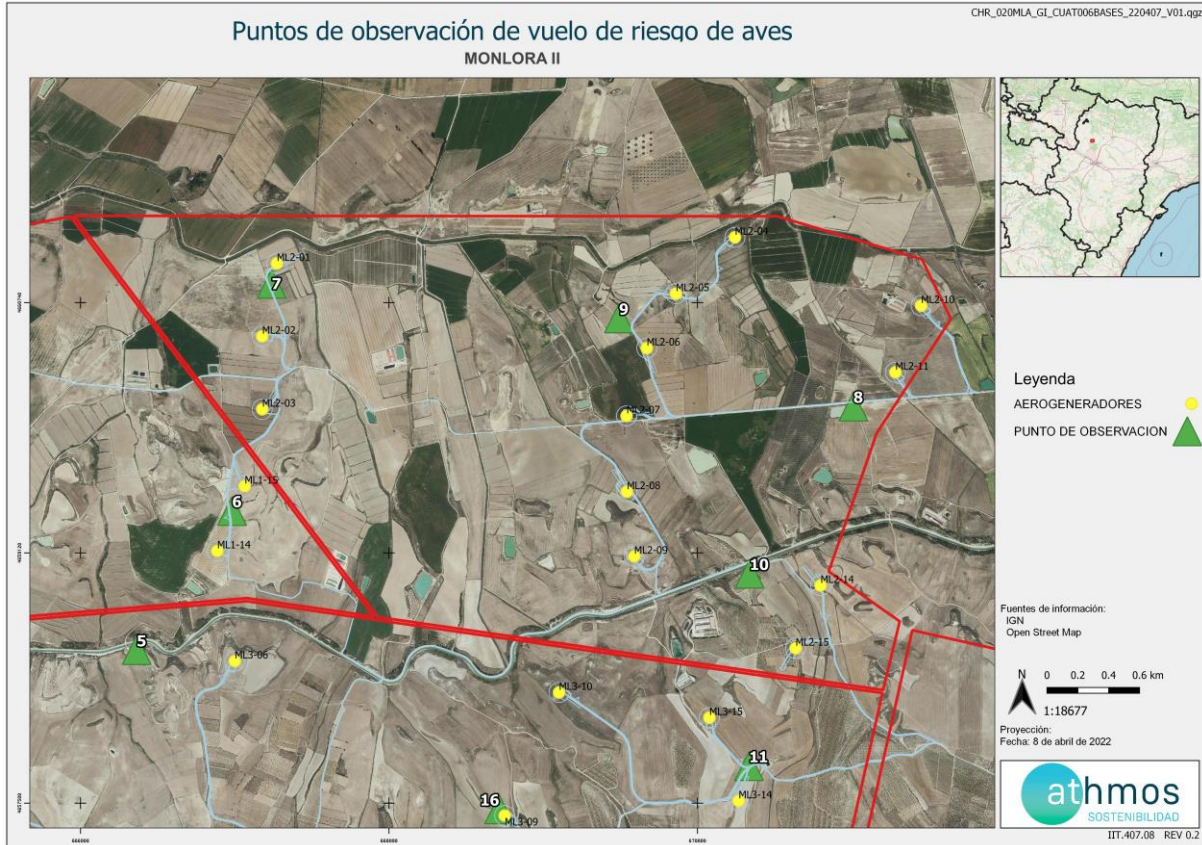 CHR_020MLA_GI_CUAT006BASES_220407_V01.qgz
Puntos de observación de vuelo de riesgo de aves
MONLORA II
ML2-04
ML2-01
7
ML2-05
ML2-10
9
ML2-02
ML2-06
ML2-11
8
ML2-03
ML2-07
ML1-15
ML2-08
6
ML1-14
ML2-09
10
ML2-14
5
ML3-06
ML2-15
ML3-10
ML3-15
11
ML3-14
16
ML3-09
Leyenda
AEROGENERADORES
PUNTO DE OBSERVACION
Fuentes de información:
IGN
Open Street Map
N
0 0.2 0.4 0.6 km
1:18677
Proyección:
Fecha: 8 de abril de 2022
athmos
SOSTENIBILIDAD
IIT.407.08 REV 0.2